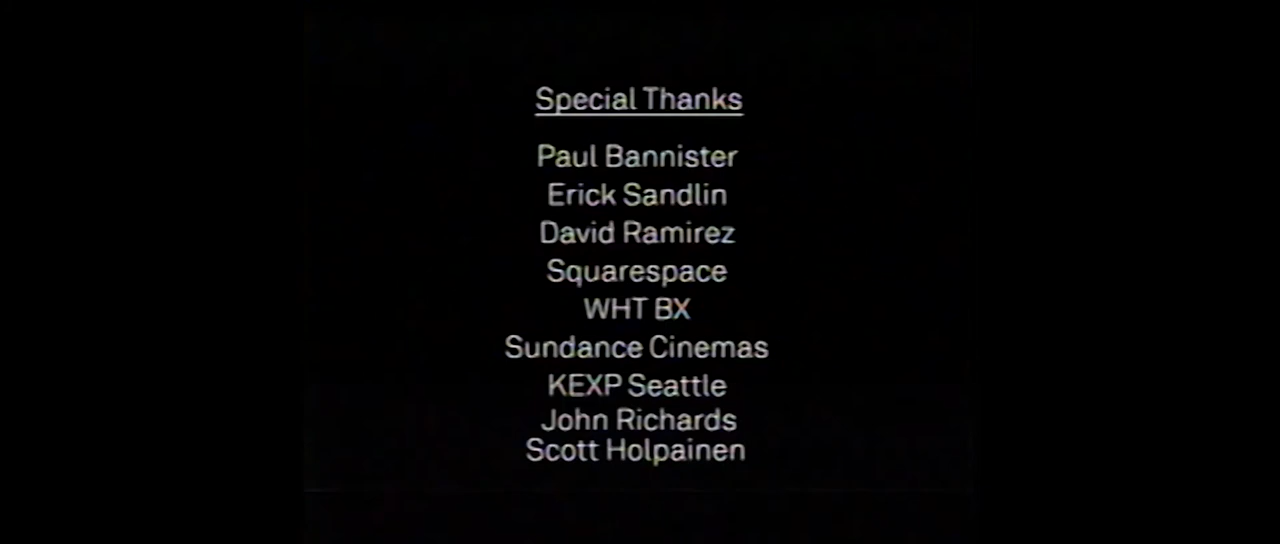 Special Thanks
Paul Bannister
Erick Sandlin
David Ramirez
Squarespace
WHT BX
Sundance Cinemas
KEXP Seattle
John Richards
Scott Holpainen